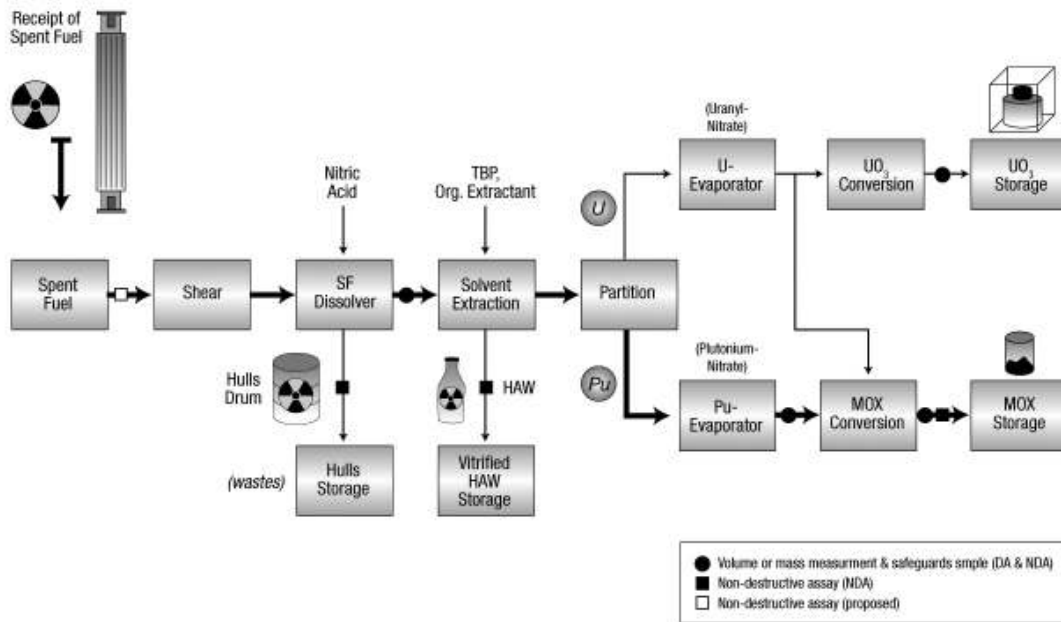 Receipt of
Spent Fuel
Nitric
Acid
TBP,
Org. Extractant
(Uranyl-
Nitrate)
U-
Evaporator
UO3
Conversion
UO3
Storage
U
Spent
Fuel
Shear
SF
Dissolver
Solvent
Extraction
Partition
Hulls
Drum
HAW
Pu
(Plutonium-
Nitrate)
Pu-
Evaporator
MOX
Conversion
MOX
Storage
(wastes)
Hulls
Storage
Vitrified
HAW
Storage
Volume or mass measurment & safeguards smple (DA & NDA)
Non-destructive assay (NDA)
Non-destructive assay (proposed)